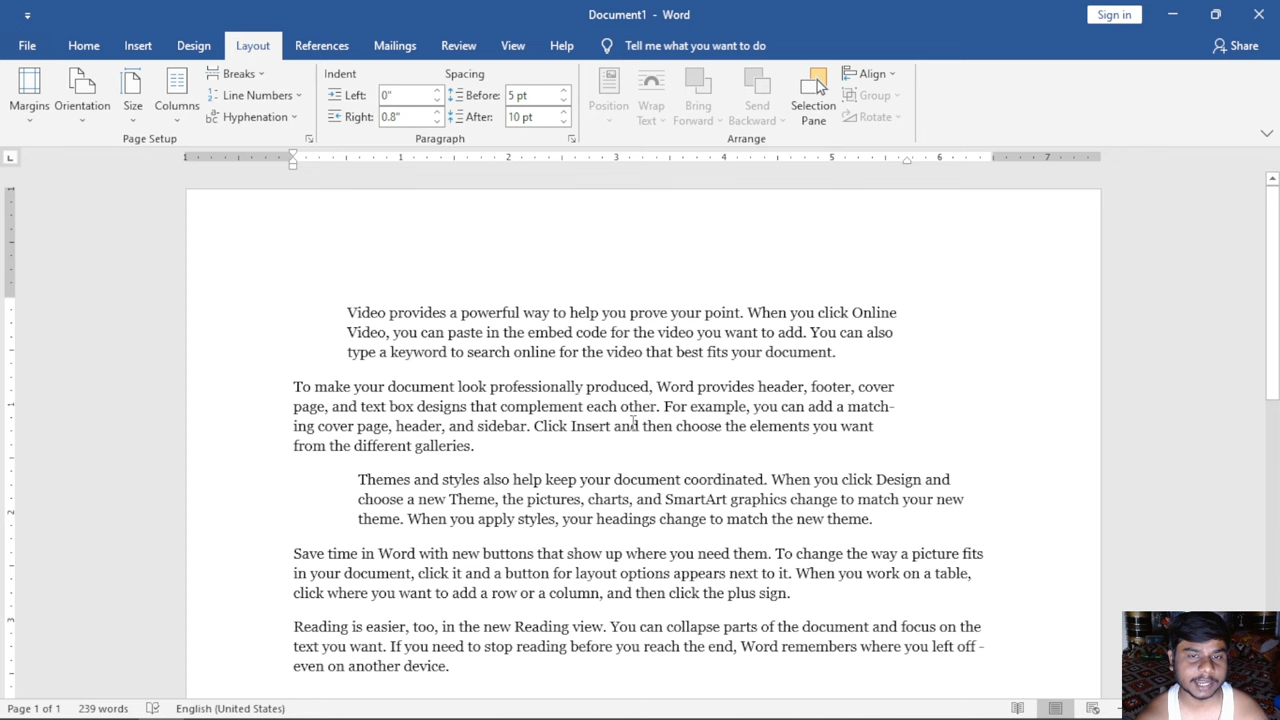 Document1 - Word
Sign in
File Home Insert Design Layout References Mailings Review View Help Tell me what you want to do Share
Margins Orientation Size Columns Breaks Line Numbers Hyphenation
Page Setup
Indent Spacing
Left: 0" Before: 5 pt
Right: 0.8" After: 10 pt
Paragraph
Position Wrap Text Bring Forward Send Backward Selection Pane Align Group Rotate
Arrange
1 1 2 3 4 5 6 7
1
1
2
3
Video provides a powerful way to help you prove your point. When you click Online
Video, you can paste in the embed code for the video you want to add. You can also
type a keyword to search online for the video that best fits your document.
To make your document look professionally produced, Word provides header, footer, cover
page, and text box designs that complement each other. For example, you can add a match-
ing cover page, header, and sidebar. Click Insert and then choose the elements you want
from the different galleries.
Themes and styles also help keep your document coordinated. When you click Design and
choose a new Theme, the pictures, charts, and SmartArt graphics change to match your new
theme. When you apply styles, your headings change to match the new theme.
Save time in Word with new buttons that show up where you need them. To change the way a picture fits
in your document, click it and a button for layout options appears next to it. When you work on a table,
click where you want to add a row or a column, and then click the plus sign.
Reading is easier, too, in the new Reading view. You can collapse parts of the document and focus on the
text you want. If you need to stop reading before you reach the end, Word remembers where you left off -
even on another device.
Page 1 of 1 239 words English (United States)